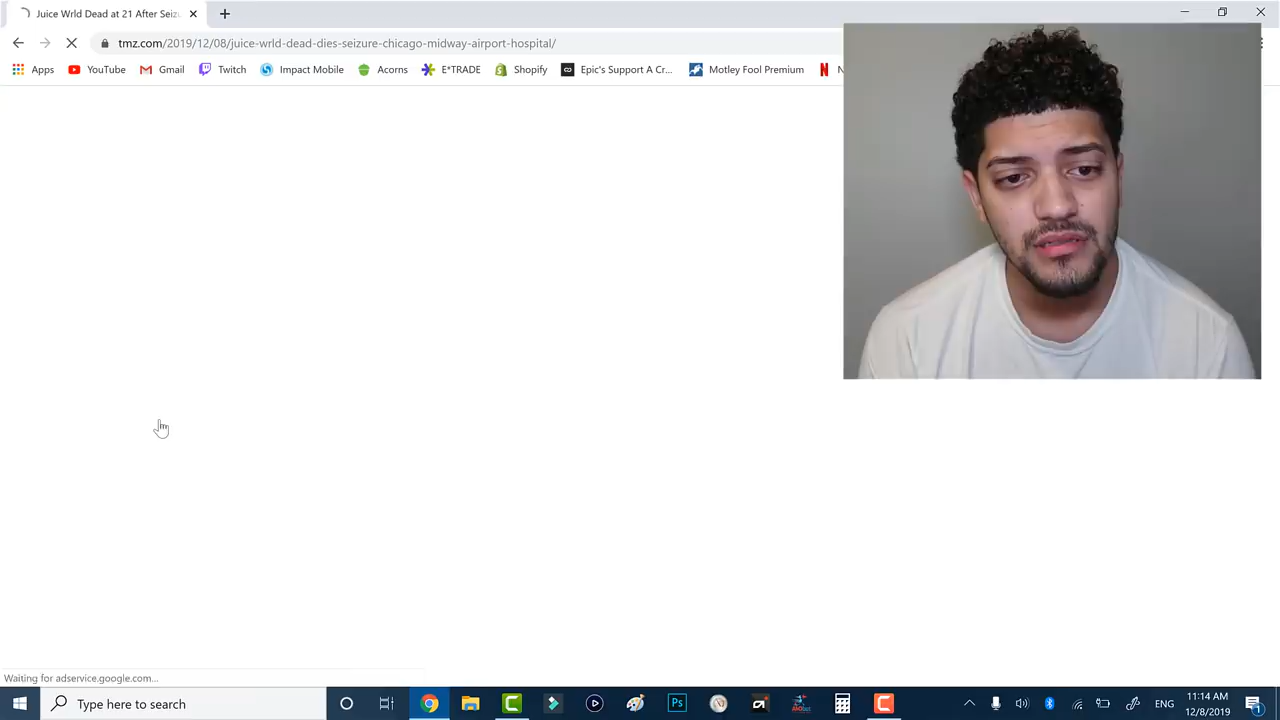 Juice Wrld Dead at 21 After Seiz
tmz.com/2019/12/08/juice-wrld-dead-dies-seizure-chicago-midway-airport-hospital/
Apps YouTube Gmail Twitch Impact Mobile Acorns E*TRADE Shopify Epic's Support A Cr... Motley Fool Premium N
Waiting for adservice.google.com...
Type here to search
ENG
11:14 AM
12/8/2019
1